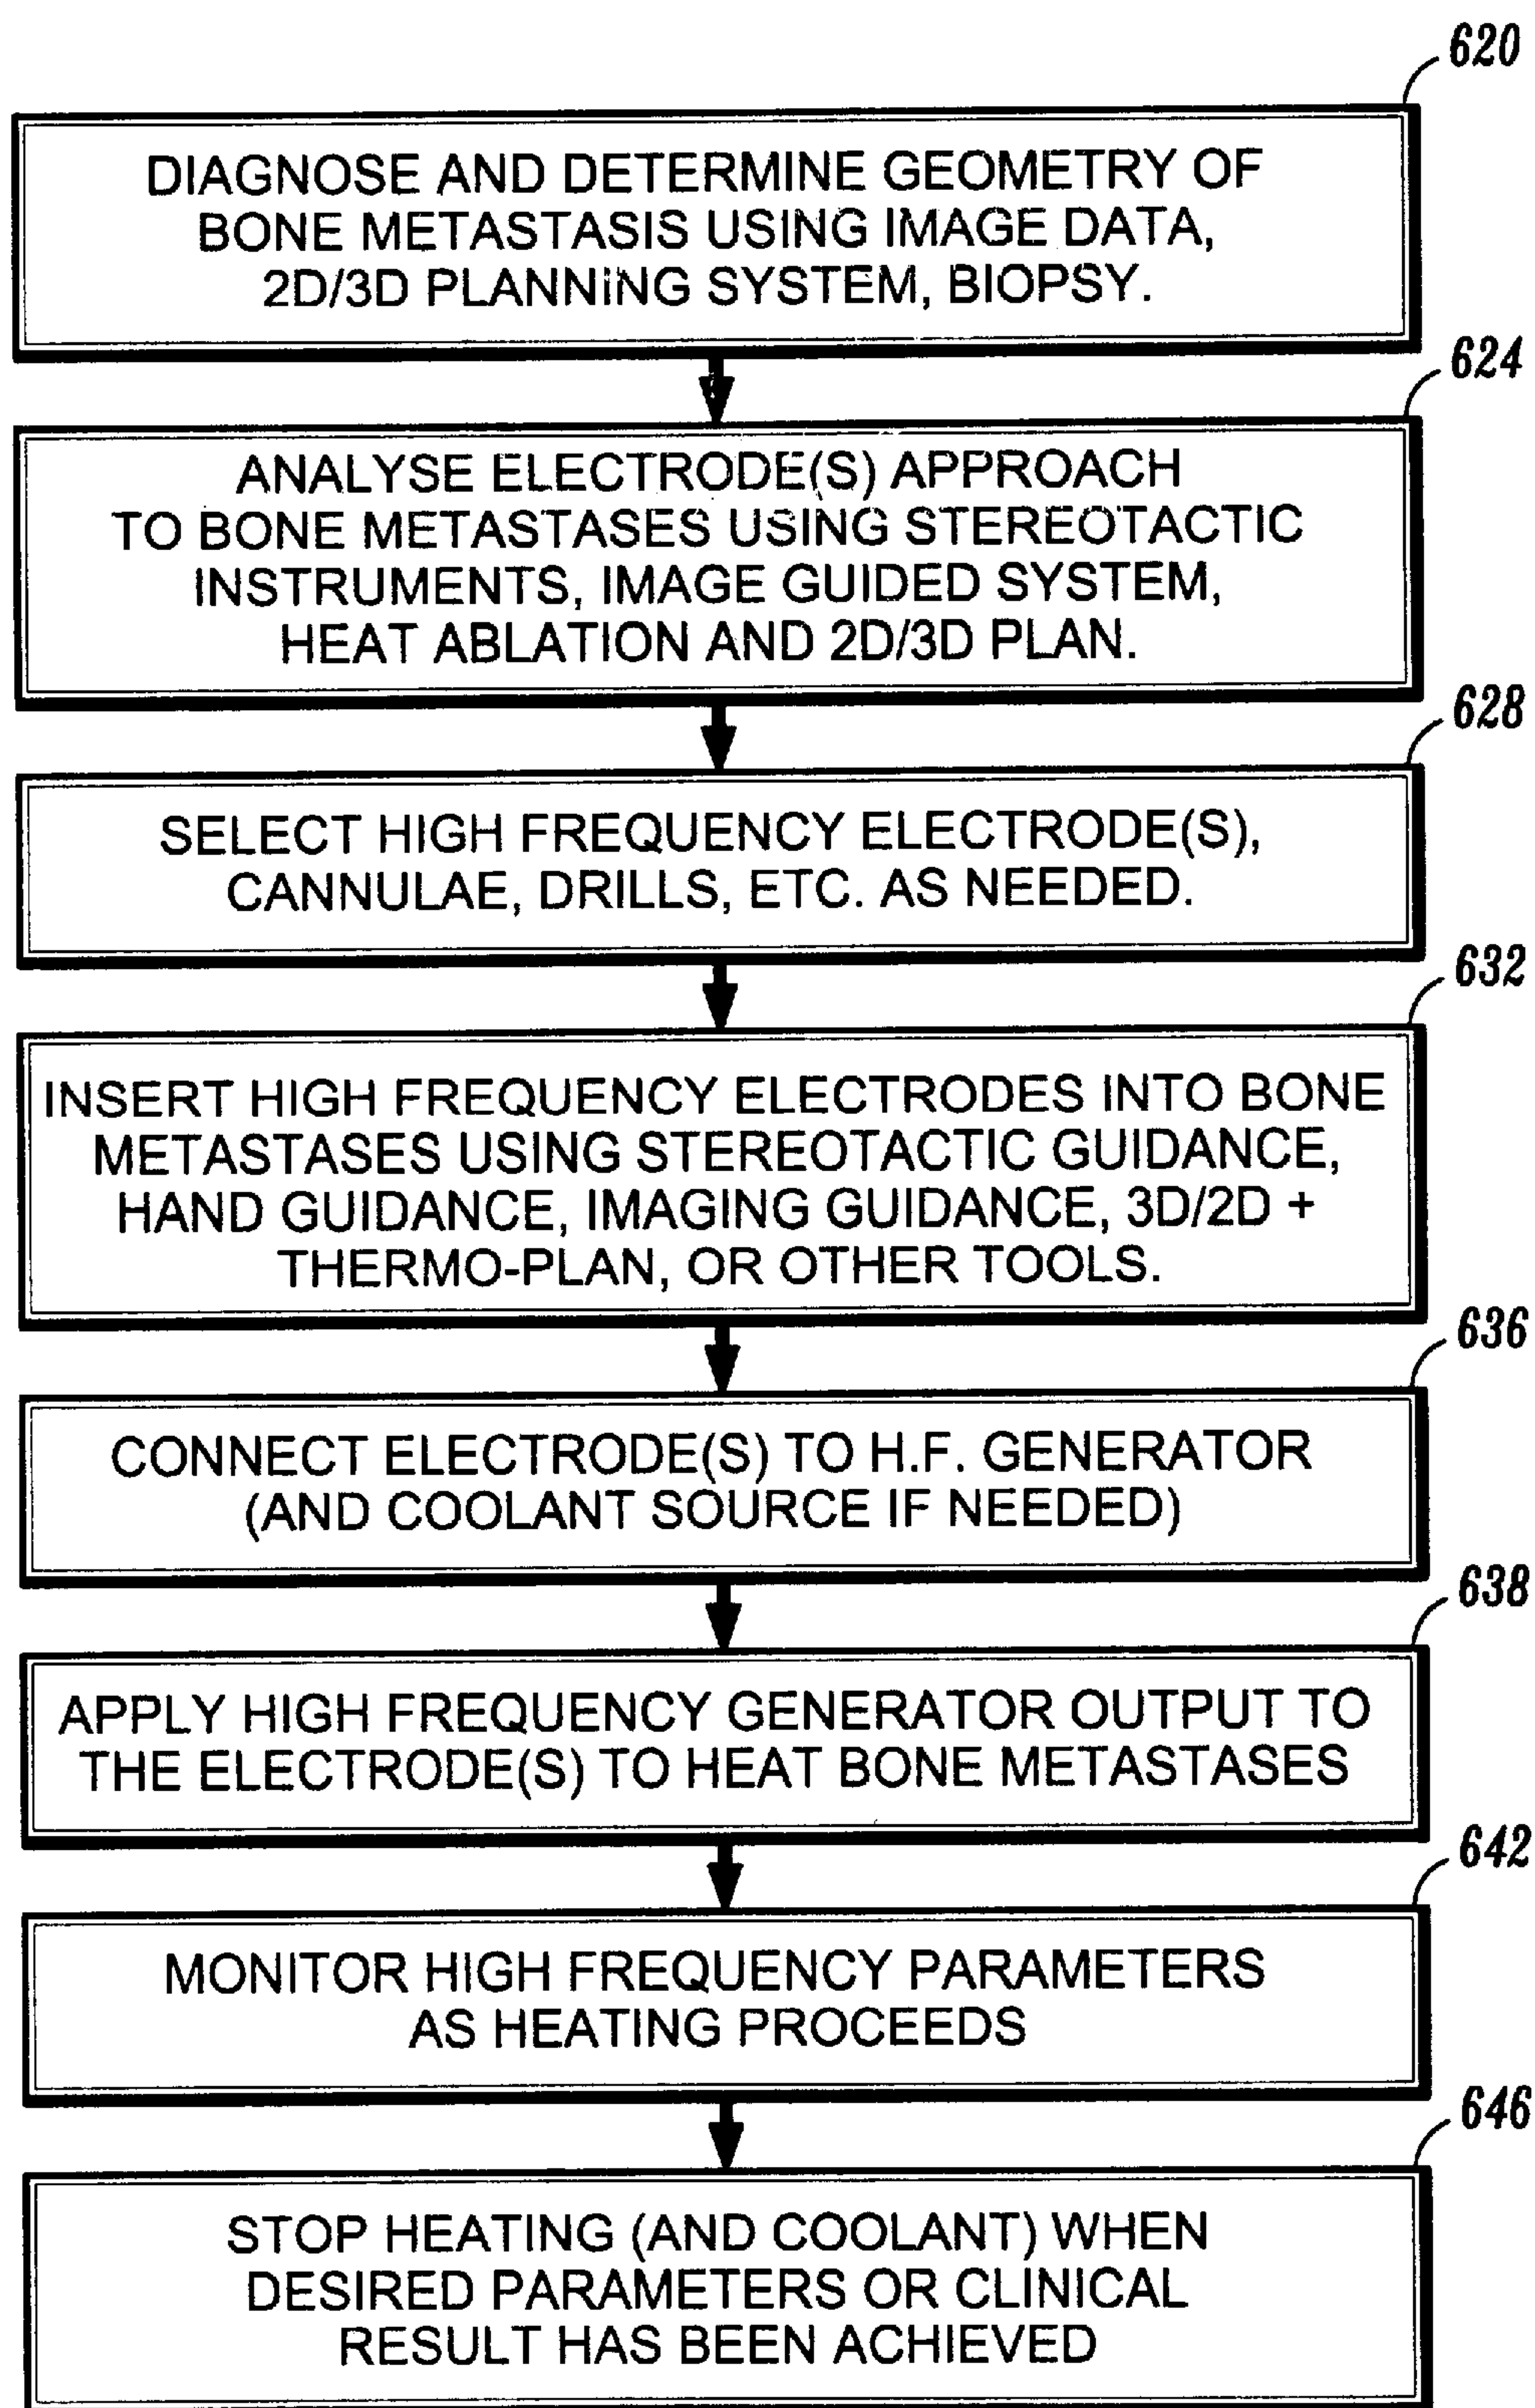 620
DIAGNOSE AND DETERMINE GEOMETRY OF
BONE METASTASIS USING IMAGE DATA,
2D/3D PLANNING SYSTEM, BIOPSY.
624
ANALYSE ELECTRODE(S) APPROACH
TO BONE METASTASES USING STEREOTACTIC
INSTRUMENTS, IMAGE GUIDED SYSTEM,
HEAT ABLATION AND 2D/3D PLAN.
628
SELECT HIGH FREQUENCY ELECTRODE(S),
CANNULAE, DRILLS, ETC. AS NEEDED.
632
INSERT HIGH FREQUENCY ELECTRODES INTO BONE
METASTASES USING STEREOTACTIC GUIDANCE,
HAND GUIDANCE, IMAGING GUIDANCE, 3D/2D +
THERMO-PLAN, OR OTHER TOOLS.
636
CONNECT ELECTRODE(S) TO H.F. GENERATOR
(AND COOLANT SOURCE IF NEEDED)
638
APPLY HIGH FREQUENCY GENERATOR OUTPUT TO
THE ELECTRODE(S) TO HEAT BONE METASTASES
642
MONITOR HIGH FREQUENCY PARAMETERS
AS HEATING PROCEEDS
646
STOP HEATING (AND COOLANT) WHEN
DESIRED PARAMETERS OR CLINICAL
RESULT HAS BEEN ACHIEVED